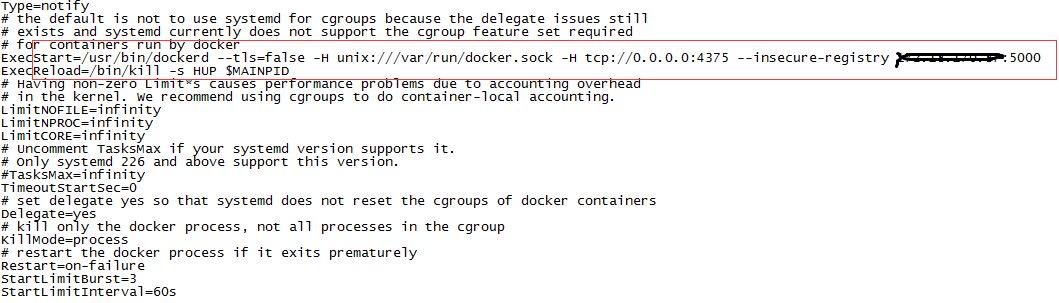 Type=notify
# the default is not to use systemd for cgroups because the delegate issues still
# exists and systemd currently does not support the cgroup feature set required
# for containers run by docker
ExecStart=/usr/bin/dockerd --tls=false -H unix:///var/run/docker.sock -H tcp://0.0.0.0:4375 --insecure-registry :5000
ExecReload=/bin/kill -s HUP $MAINPID
# Having non-zero Limit*s causes performance problems due to accounting overhead
# in the kernel. We recommend using cgroups to do container-local accounting.
LimitNOFILE=infinity
LimitNPROC=infinity
LimitCORE=infinity
# Uncomment TasksMax if your systemd version supports it.
# Only systemd 226 and above support this version.
#TasksMax=infinity
TimeoutStartSec=0
# set delegate yes so that systemd does not reset the cgroups of docker containers
Delegate=yes
# kill only the docker process, not all processes in the cgroup
KillMode=process
# restart the docker process if it exits prematurely
Restart=on-failure
StartLimitBurst=3
StartLimitInterval=60s